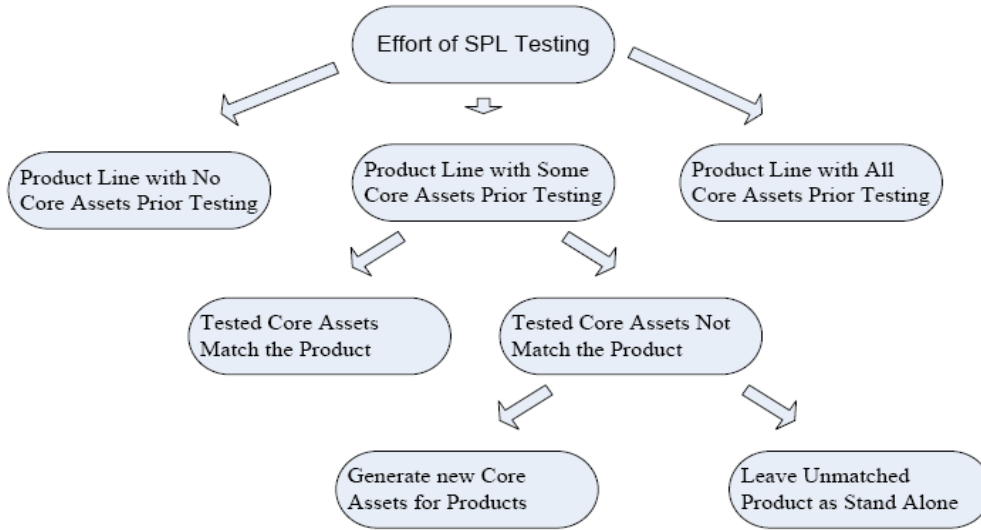 Effort of SPL Testing
Product Line with No
Core Assets Prior Testing
Product Line with Some
Core Assets Prior Testing
Product Line with All
Core Assets Prior Testing
Tested Core Assets
Match the Product
Tested Core Assets Not
Match the Product
Generate new Core
Assets for Products
Leave Unmatched
Product as Stand Alone